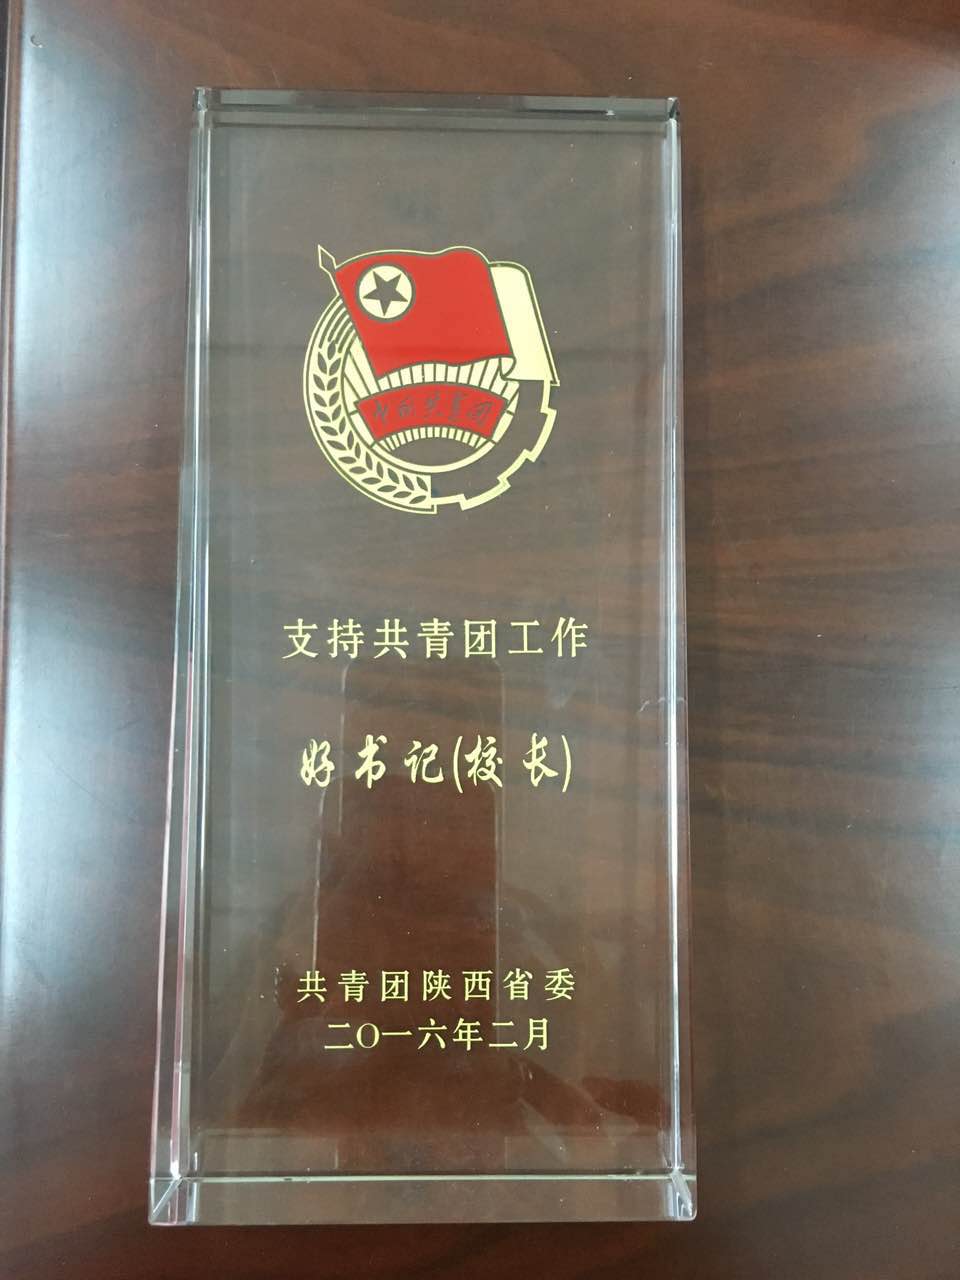 中国共青团
支持共青团工作
好书记(校长)
共青团陕西省委
二〇一六年二月